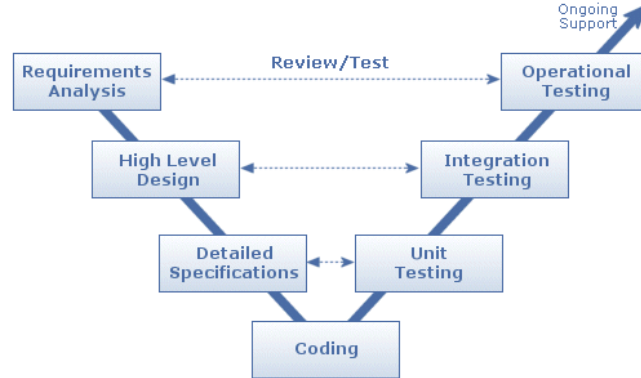 Ongoing
Support
Requirements
Analysis
Review/Test
Operational
Testing
High Level
Design
Integration
Testing
Detailed
Specifications
Unit
Testing
Coding